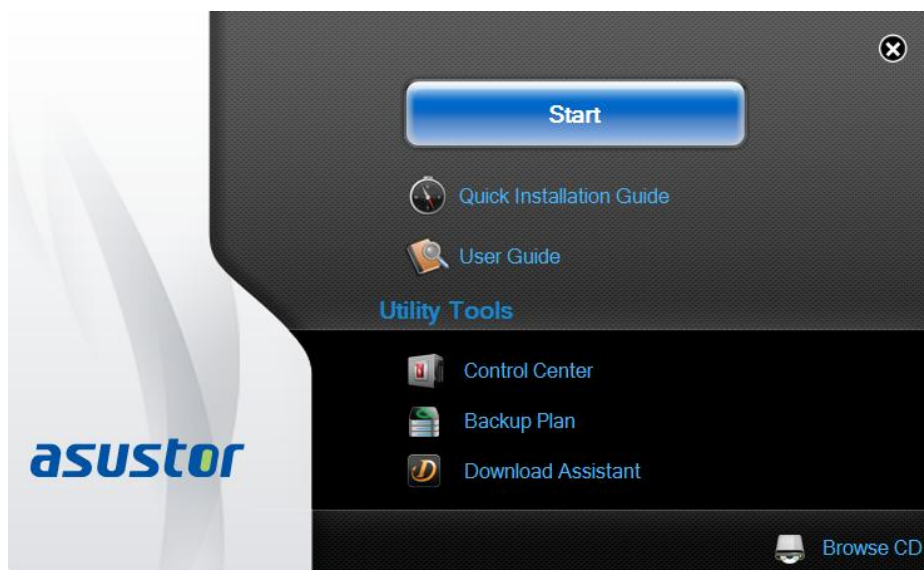 Start
Quick Installation Guide
User Guide
Utility Tools
Control Center
Backup Plan
Download Assistant
asustor
Browse CD